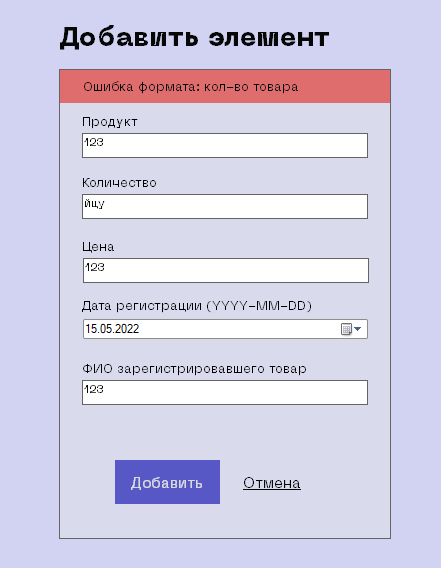 Добавить элемент
Ошибка формата: кол-во товара
Продукт
123
Количество
йцу
Цена
123
Дата регистрации (YYYY-MM-DD)
15.05.2022
ФИО зарегистрировавшего товар
123
Добавить Отмена